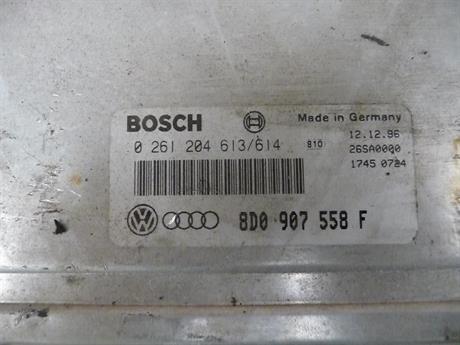 BOSCH
Made in Germany
0 261 204 613/614 810
12.12.96
26SA0000
1745 0724
8D0 907 558 F